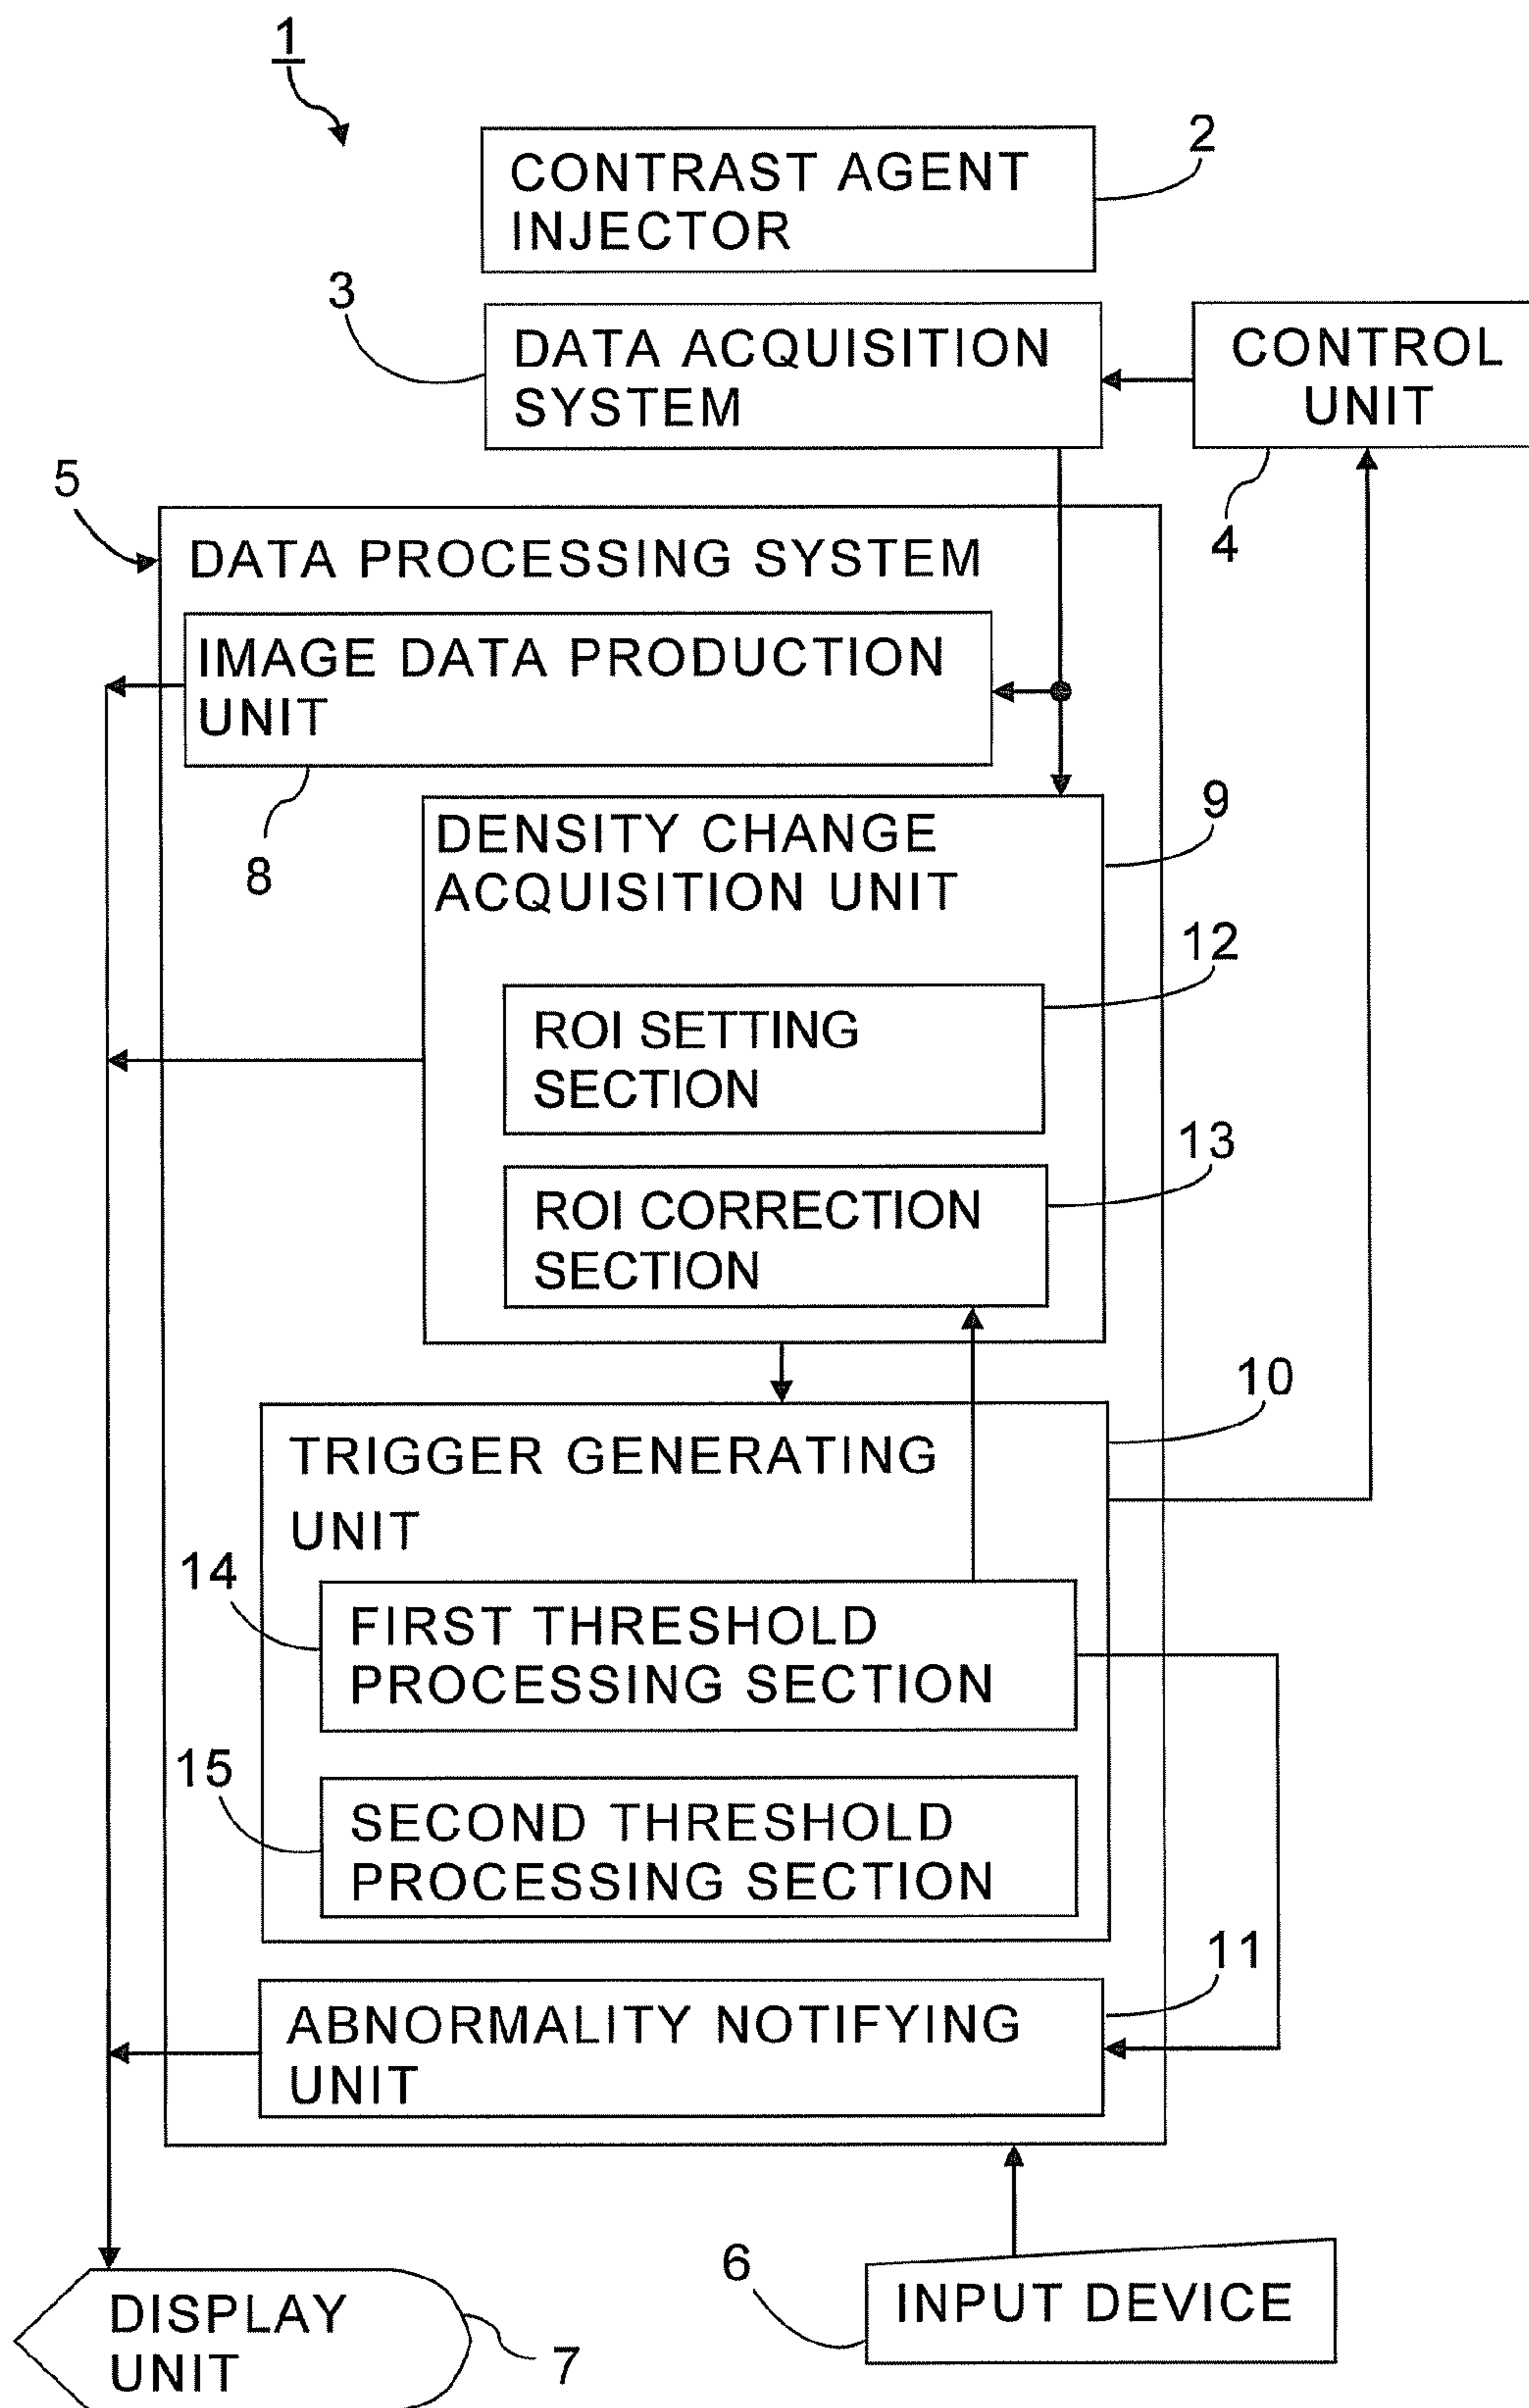 1
CONTRAST AGENT
INJECTOR
2
3
DATA ACQUISITION
SYSTEM
CONTROL
UNIT
4
5
DATA PROCESSING SYSTEM
IMAGE DATA PRODUCTION
UNIT
8
DENSITY CHANGE
ACQUISITION UNIT
9
12
ROI SETTING
SECTION
13
ROI CORRECTION
SECTION
10
TRIGGER GENERATING
UNIT
14
FIRST THRESHOLD
PROCESSING SECTION
15
SECOND THRESHOLD
PROCESSING SECTION
11
ABNORMALITY NOTIFYING
UNIT
6
INPUT DEVICE
DISPLAY
UNIT
7